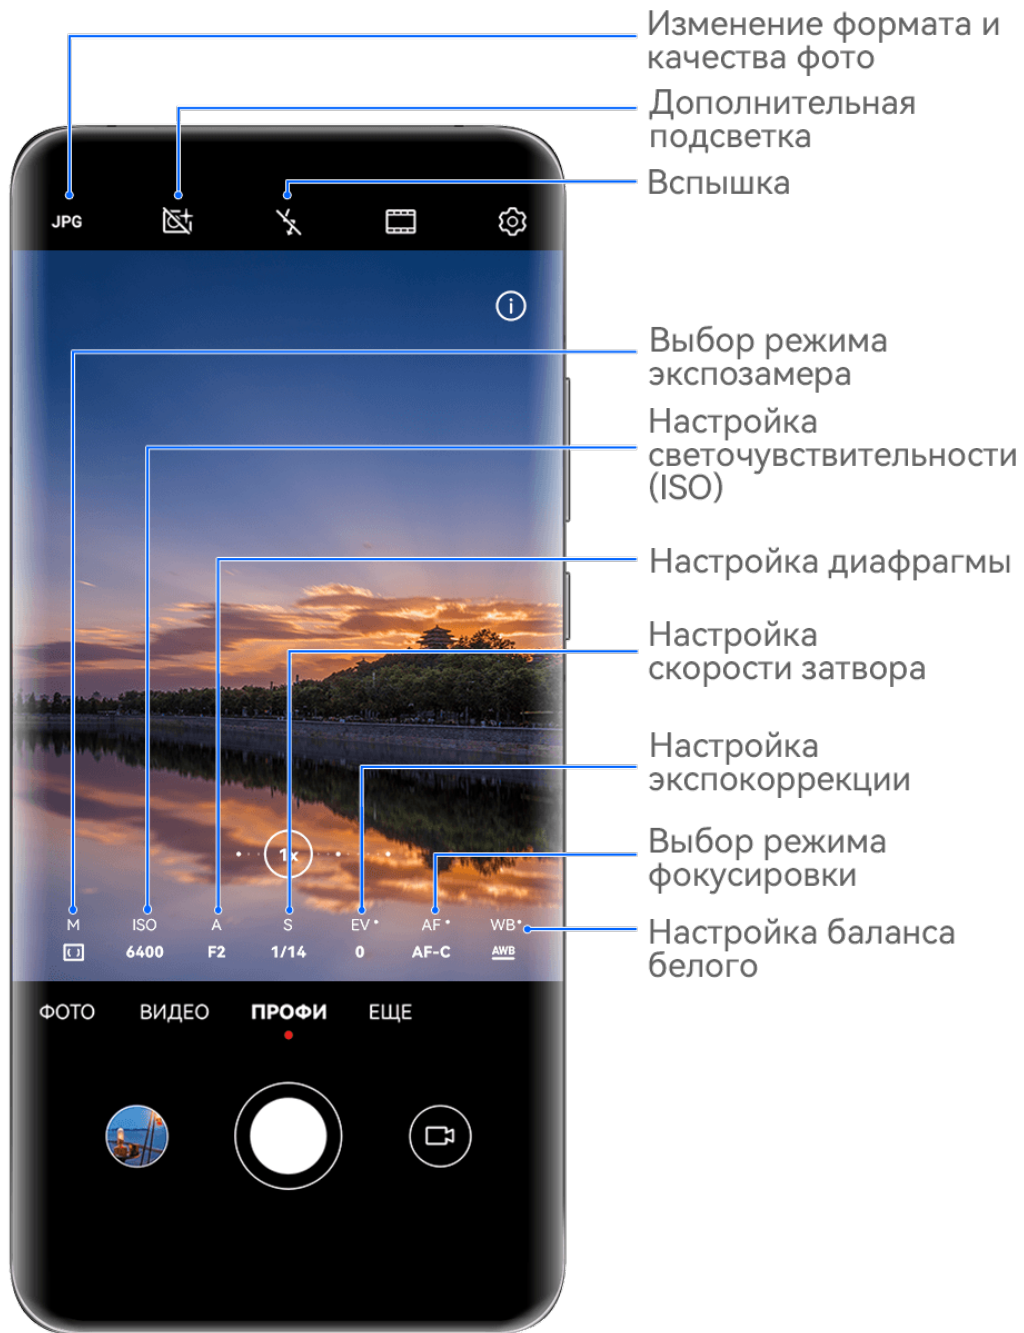 Изменение формата и
качества фото
Дополнительная
подсветка
Вспышка
JPG
Выбор режима
экспозамера
Настройка
светочувствительности
(ISO)
Настройка диафрагмы
Настройка
скорости затвора
Настройка
экспокоррекции
Выбор режима
фокусировки
Настройка баланса
белого
1x
M ISO A S EV AF WB
6400 F2 1/14 0 AF-C AWB
ФОТО ВИДЕО ПРОФИ ЕЩЕ